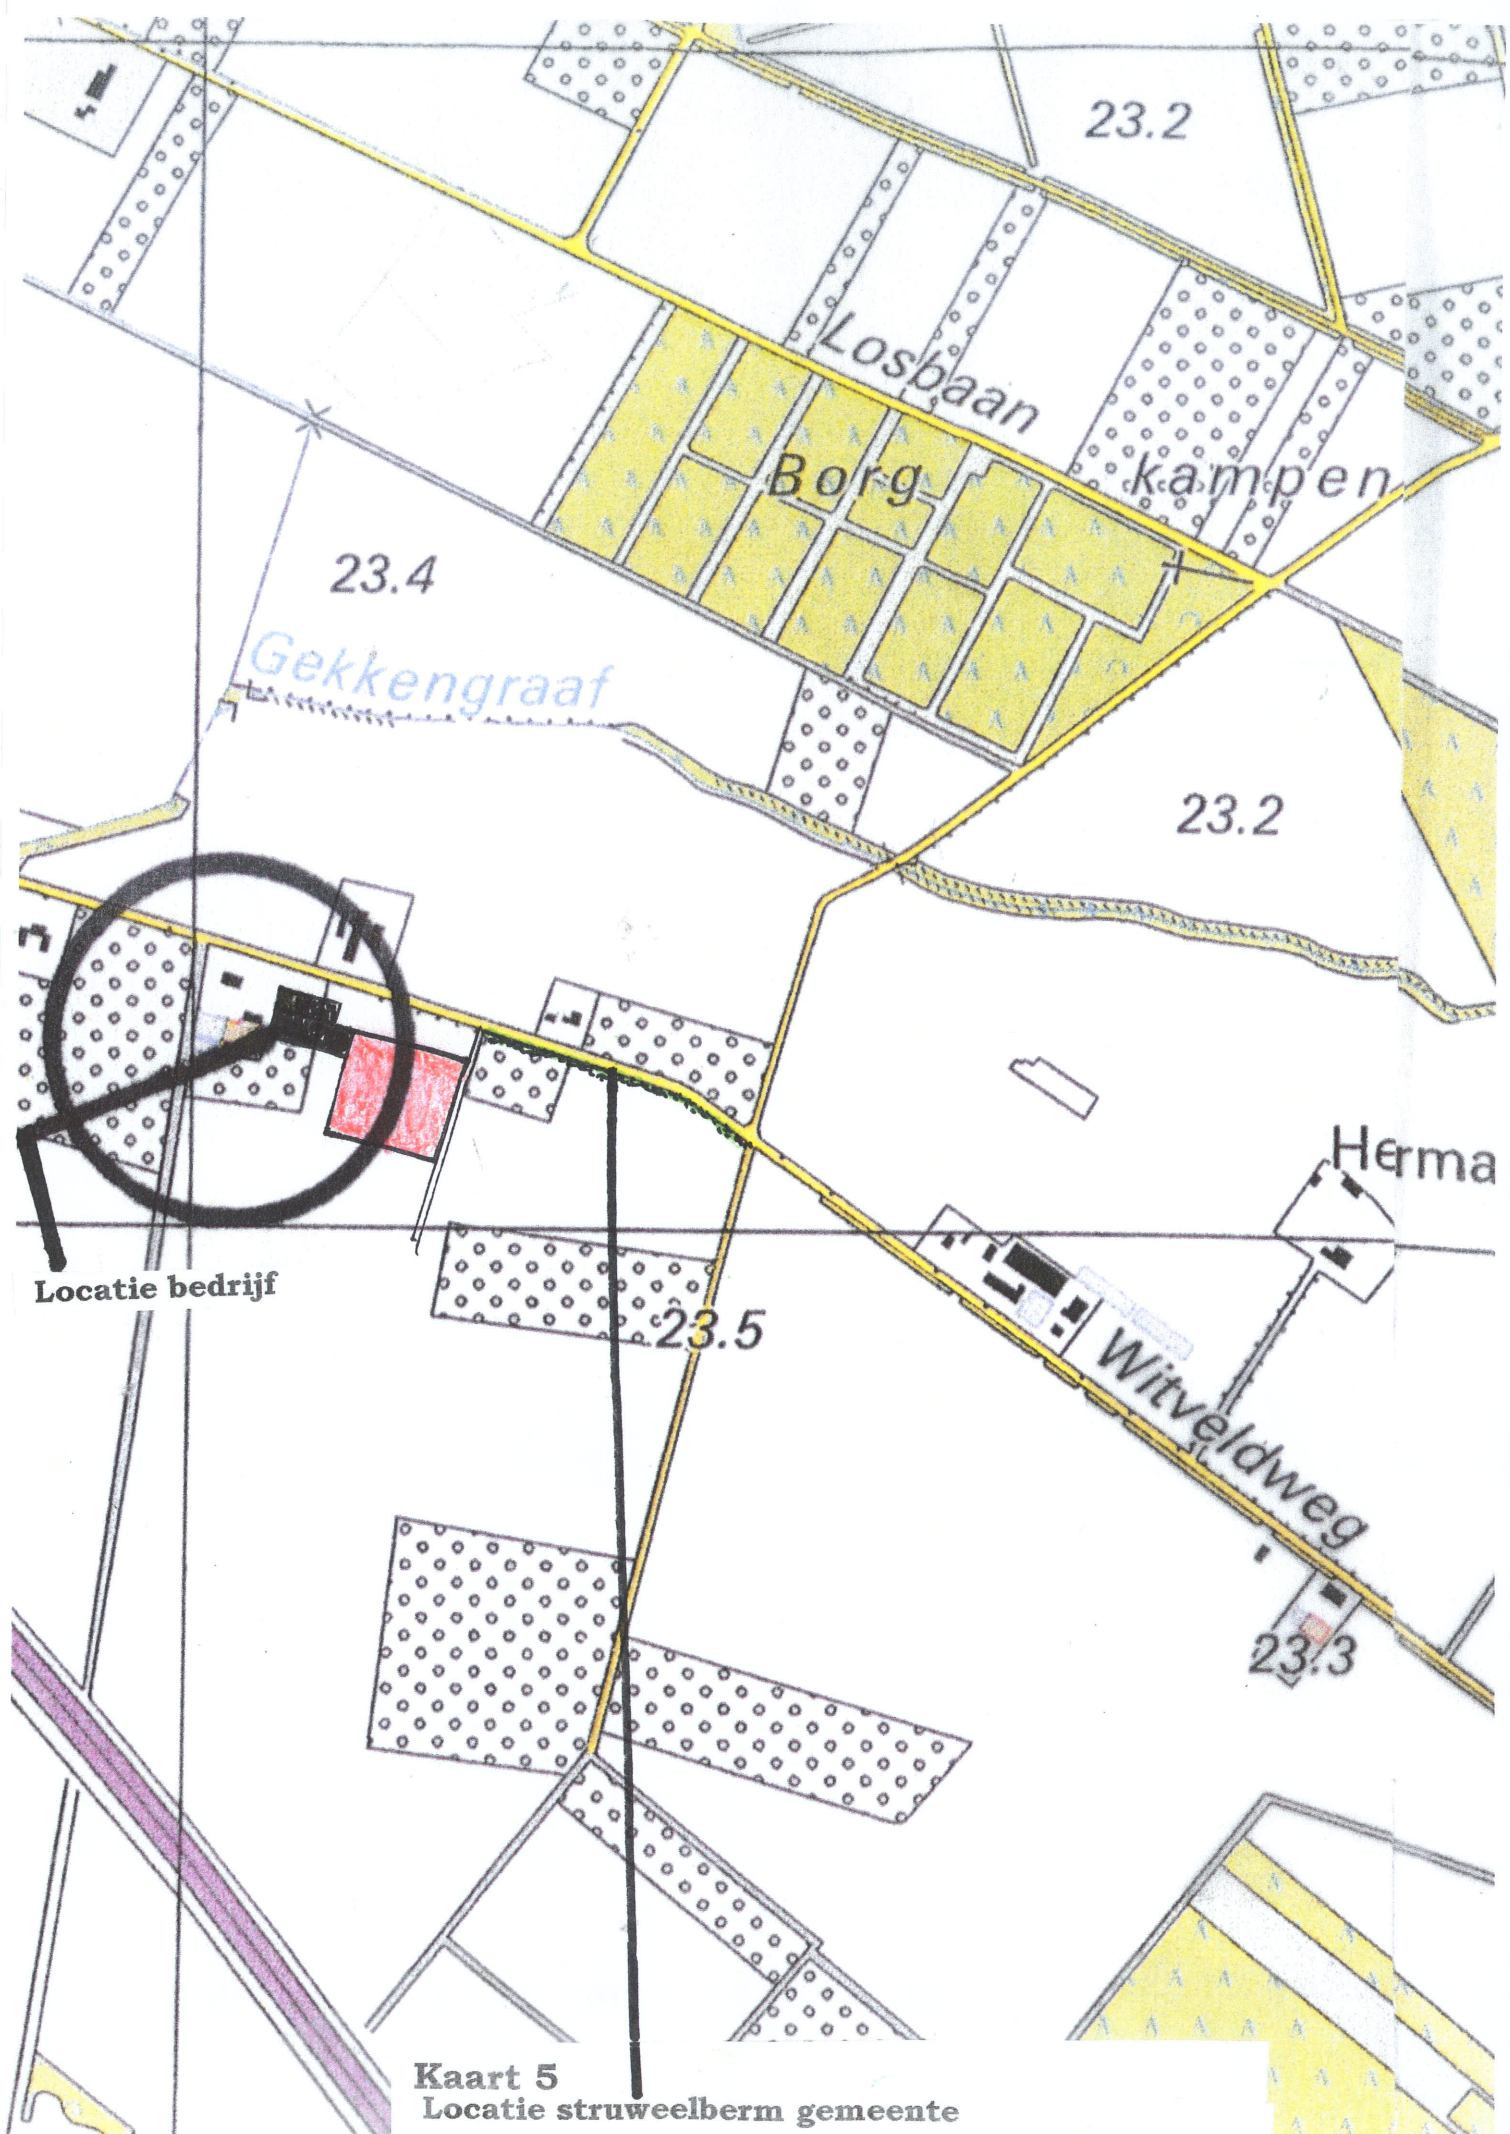 23.2
Losbaan
Borg kampen
23.4
Gekkengraaf
23.2
Herma
Locatie bedrijf
23.5
Witveldweg
23.3
Kaart 5
Locatie struweelberm gemeente